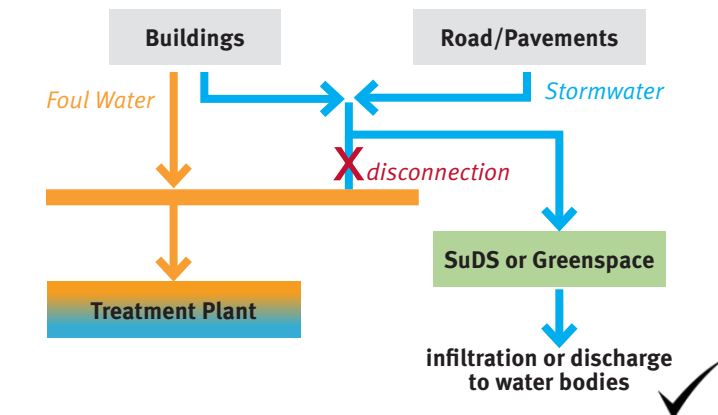 Buildings
Road/Pavements
Foul Water
Stormwater
X disconnection
SuDS or Greenspace
Treatment Plant
infiltration or discharge
to water bodies